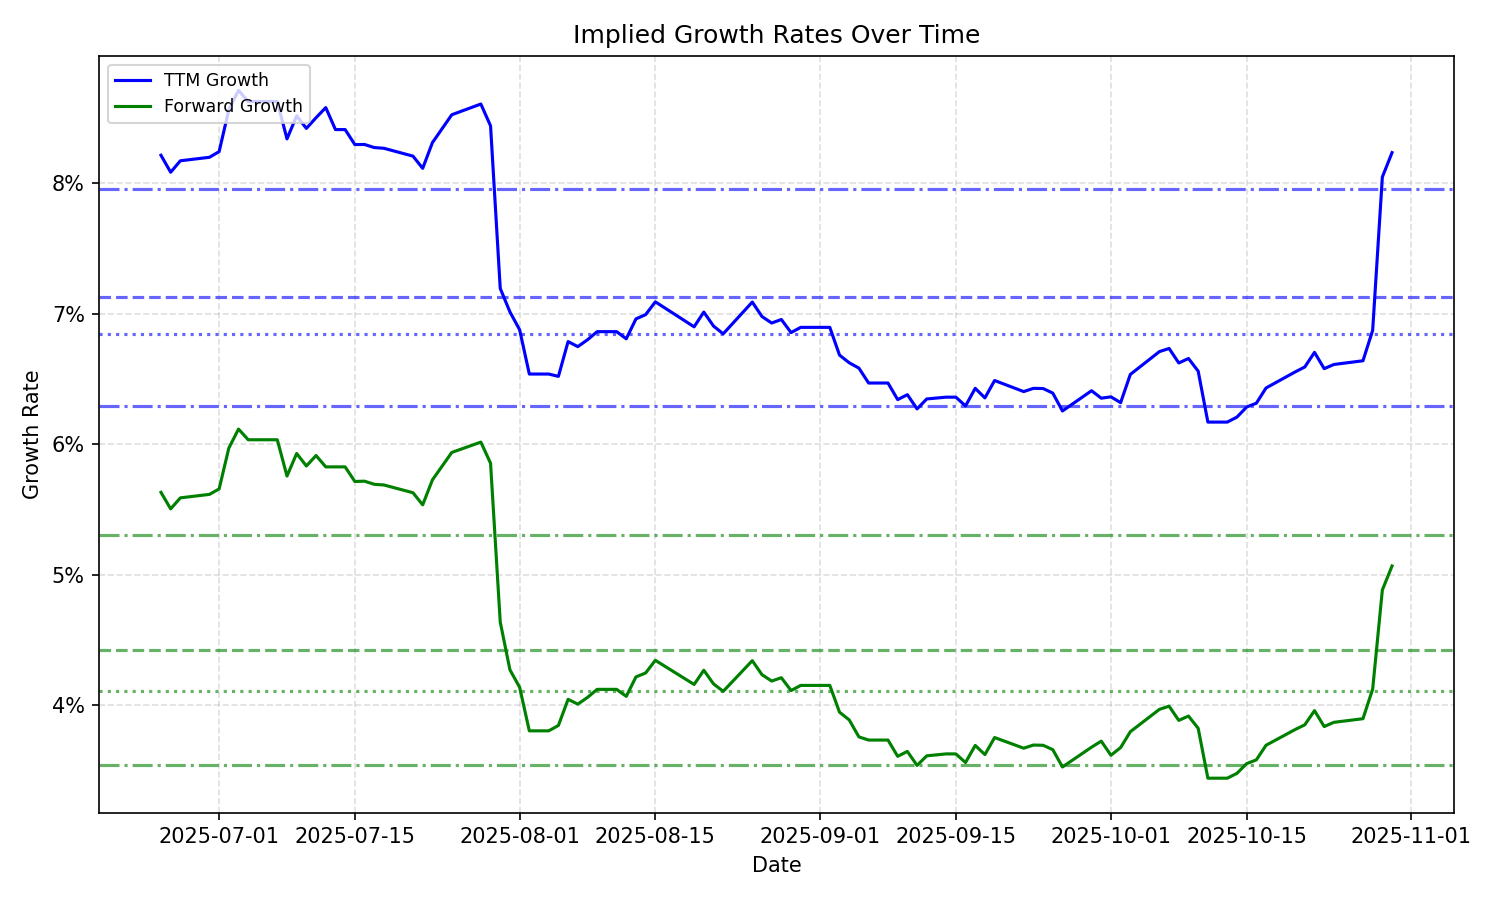 Implied Growth Rates Over Time
TTM Growth
Forward Growth
8%
7%
6%
5%
4%
Growth Rate
2025-07-01
2025-07-15
2025-08-01
2025-08-15
2025-09-01
2025-09-15
2025-10-01
2025-10-15
2025-11-01
Date